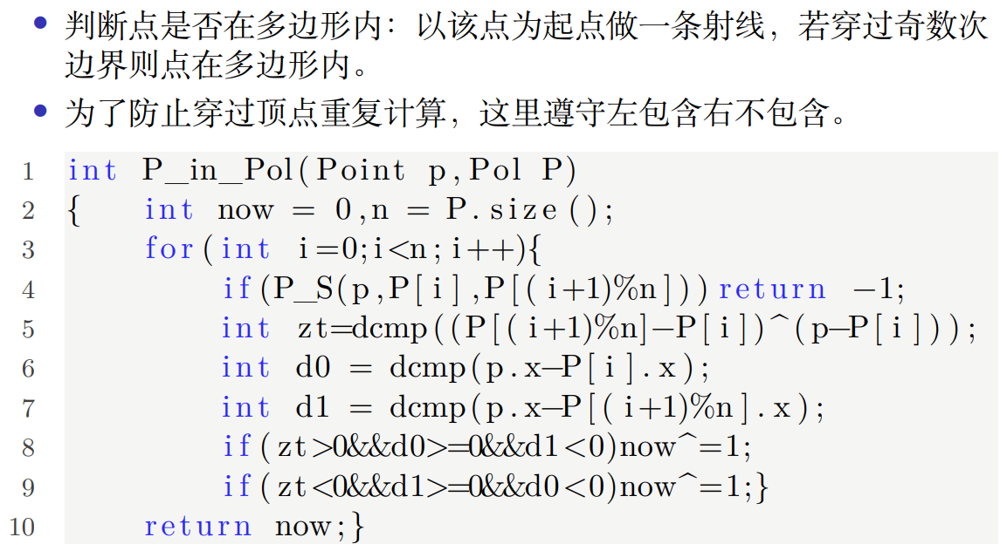 • 判断点是否在多边形内：以该点为起点做一条射线，若穿过奇数次
边界则点在多边形内。
• 为了防止穿过顶点重复计算，这里遵守左包含右不包含。
1 int P_in_Pol(Point p,Pol P)
2 { int now = 0,n = P.size();
3 for(int i=0;i<n;i++){
4 if(P_S(p,P[i],P[(i+1)%n])) return −1;
5 int zt=dcmp((P[(i+1)%n]−P[i])^(p−P[i]));
6 int d0 = dcmp(p.x−P[i].x);
7 int d1 = dcmp(p.x−P[(i+1)%n].x);
8 if(zt>0&&d0>=0&&d1<0)now^=1;
9 if(zt<0&&d1>=0&&d0<0)now^=1;}
10 return now;}